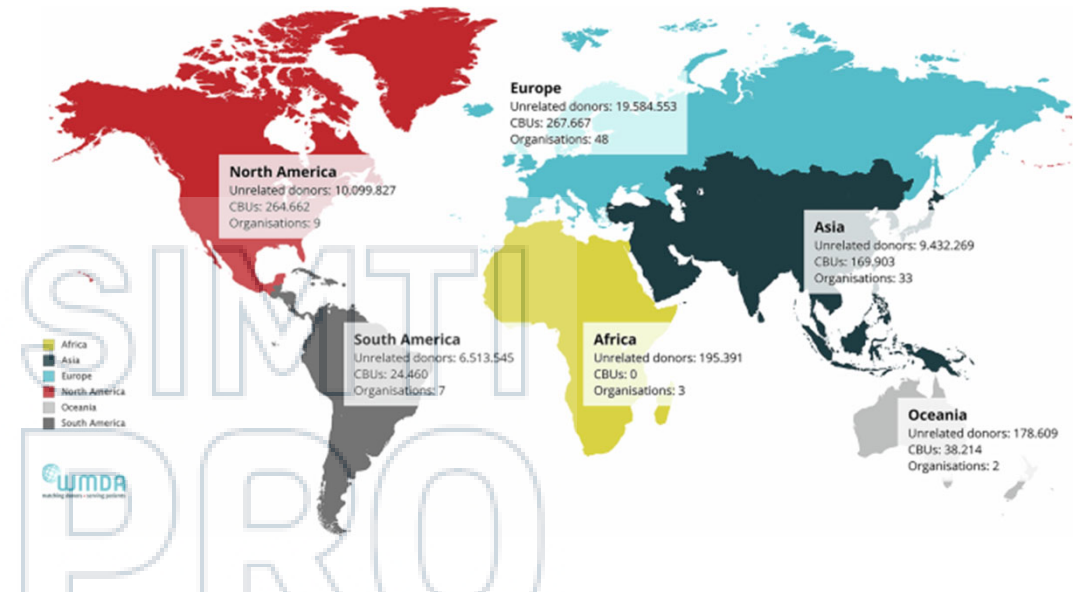 Europe
Unrelated donors: 19.584.553
CBUs: 267.667
Organisations: 48
North America
Unrelated donors: 10.099.827
CBUs: 264.662
Organisations: 9
Asia
Unrelated donors: 9.432.269
CBUs: 169.903
Organisations: 33
South America
Unrelated donors: 6.513.545
CBUs: 24.460
Organisations: 7
Africa
Unrelated donors: 195.391
CBUs: 0
Organisations: 3
Oceania
Unrelated donors: 178.609
CBUs: 38.214
Organisations: 2
Africa
Asia
Europe
North America
Oceania
South America
WMDA
matching donors - serving patients
SIMTI
PRO